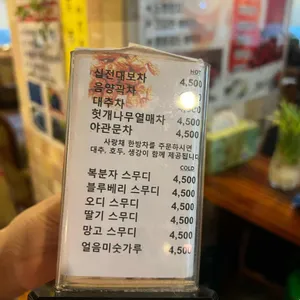 HOT
십전대보차 4,500
음양곽차 4,500
대추차 4,500
헛개나무열매차 4,500
야관문차 4,500
사랑채 한방차를 주문하시면
대추, 호두, 생강이 함께 제공됩니다
COLD
복분자 스무디 4,500
블루베리 스무디 4,500
오디 스무디 4,500
딸기 스무디 4,500
망고 스무디 4,500
얼음미숫가루 4,500